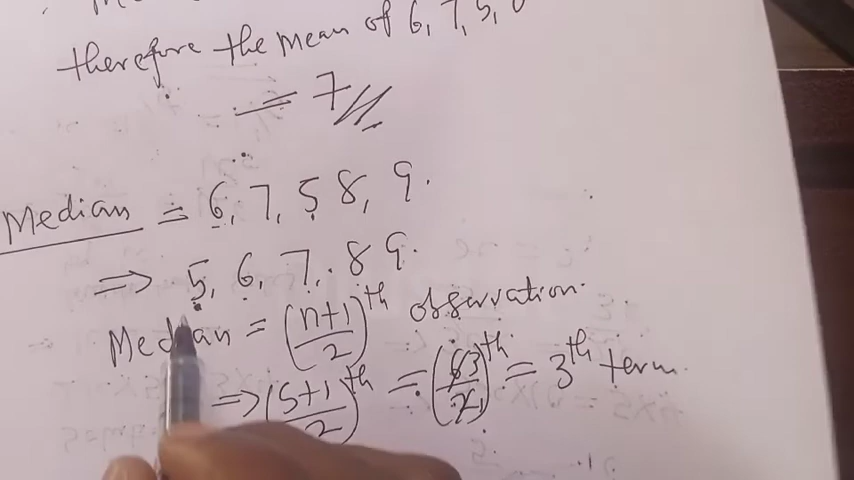 therefore the mean of 6, 7, 5,
= 7
Median = 6, 7, 5 8, 9.
=> 5, 6, 7, 8 9.
Median = (n+1/2)th observation.
=> (5+1/2)th = (6/2)th = 3th term.